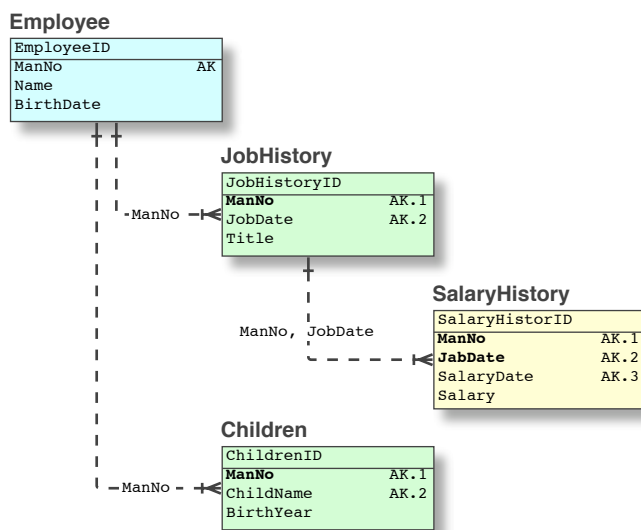 Employee
EmployeeID
ManNo AK
Name
BirthDate
JobHistory
JobHistoryID
ManNo AK.1
JobDate AK.2
Title
ManNo
SalaryHistory
SalaryHistorID
ManNo AK.1
JabDate AK.2
SalaryDate AK.3
Salary
ManNo, JobDate
Children
ChildrenID
ManNo AK.1
ChildName AK.2
BirthYear
ManNo